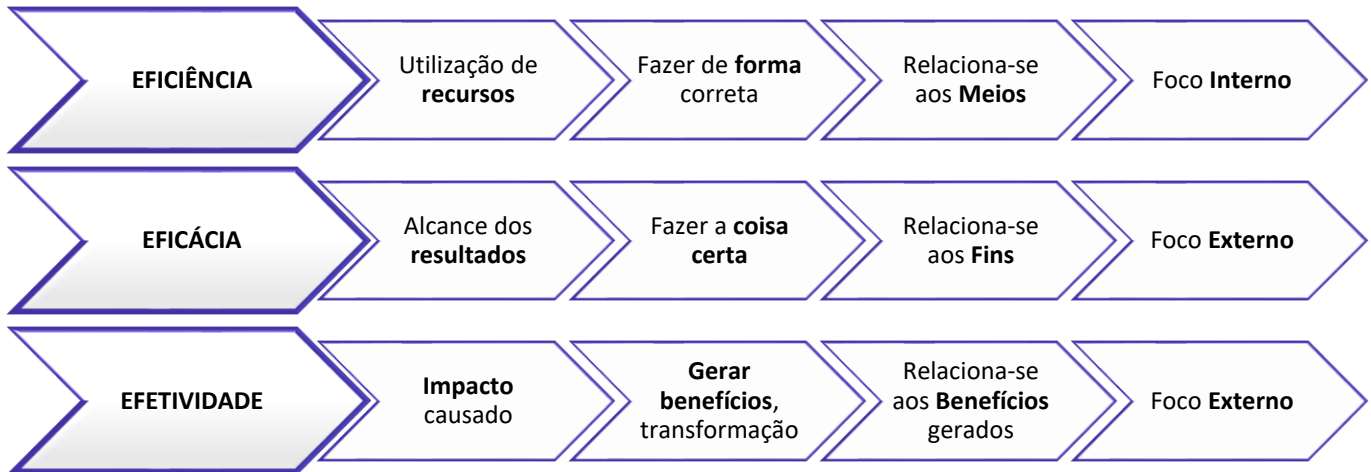 EFICIÊNCIA
Utilização de
recursos
Fazer de forma
correta
Relaciona-se
aos Meios
Foco Interno
EFICÁCIA
Alcance dos
resultados
Fazer a coisa
certa
Relaciona-se
aos Fins
Foco Externo
EFETIVIDADE
Impacto
causado
Gerar
benefícios,
transformação
Relaciona-se
aos Benefícios
gerados
Foco Externo